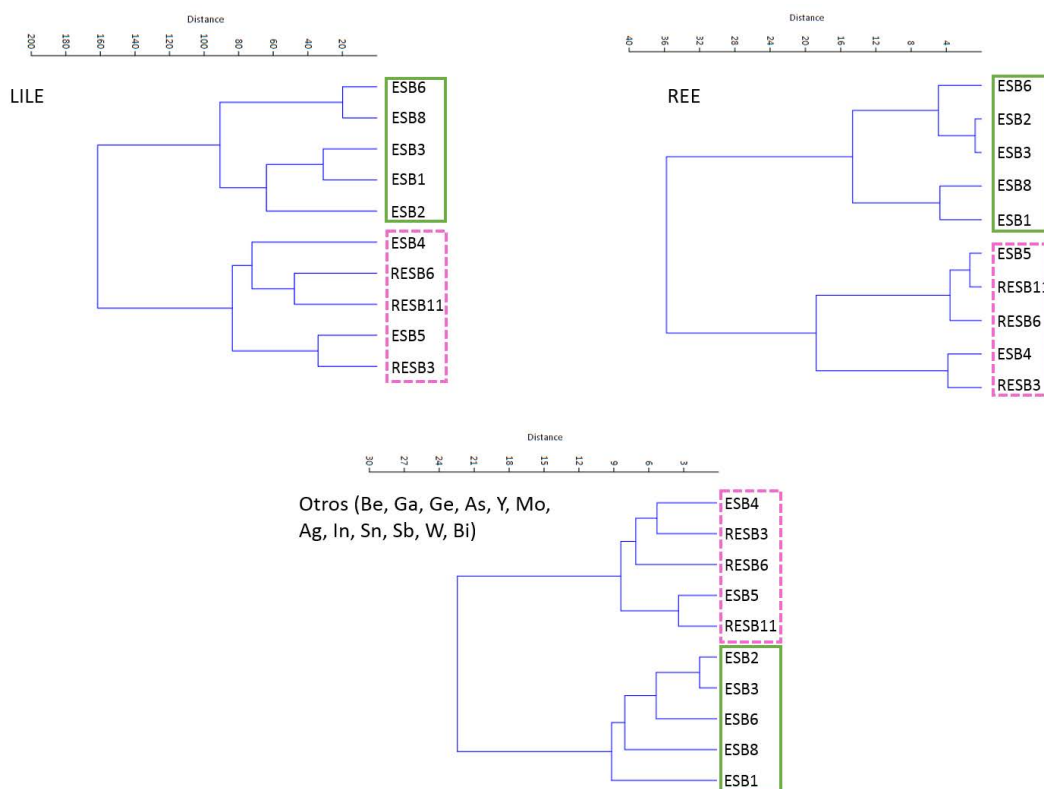 Distance
200
180
160
140
120
100
80
60
40
20
LILE
ESB6
ESB8
ESB3
ESB1
ESB2
ESB4
RESB6
RESB11
ESB5
RESB3
Distance
40
36
32
28
24
20
16
12
8
4
REE
ESB6
ESB2
ESB3
ESB8
ESB1
ESB5
RESB11
RESB6
ESB4
RESB3
Distance
30
27
24
21
18
15
12
9
6
3
Otros (Be, Ga, Ge, As, Y, Mo,
Ag, In, Sn, Sb, W, Bi)
ESB4
RESB3
RESB6
ESB5
RESB11
ESB2
ESB3
ESB6
ESB8
ESB1